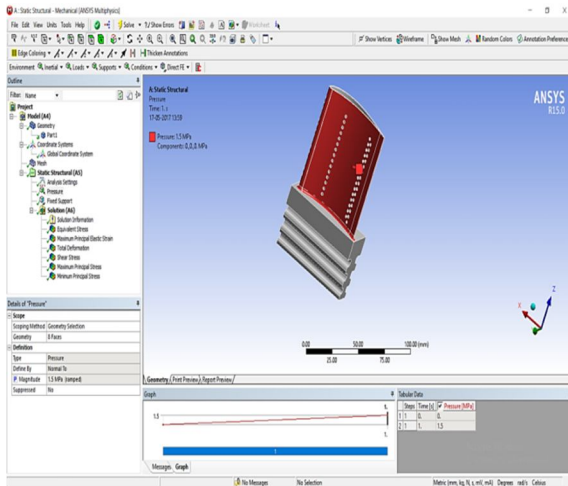 A : Static Structural - Mechanical [ANSYS Multiphysics]
File Edit View Units Tools Help Solve ?/ Show Errors Worksheet
Show Vertices Wireframe Show Mesh Random Colors Annotation Preferences
Edge Coloring Thicken Annotations
Environment Inertial Loads Supports Conditions Direct FE
Outline
Filter: Name
Project
Model (A4)
Geometry
Part1
Coordinate Systems
Global Coordinate System
Mesh
Static Structural (A5)
Analysis Settings
Pressure
Fixed Support
Solution (A6)
Solution Information
Equivalent Stress
Maximum Principal Elastic Strain
Total Deformation
Shear Stress
Maximum Principal Stress
Minimum Principal Stress
Details of "Pressure"
Scope
Scoping Method Geometry Selection
Geometry 8 Faces
Definition
Type Pressure
Define By Normal To
Magnitude 1.5 MPa (ramped)
Suppressed No
A: Static Structural
Pressure
Time: 1. s
17-05-2017 13:59
Pressure: 1.5 MPa
Components: 0,0,0. MPa
ANSYS
R15.0
X
Z
0.00 50.00 100.00 (mm)
25.00 75.00
Geometry Print Preview Report Preview
Graph
1.5
1.
1.
1
Messages Graph
Tabular Data
Steps Time [s] Pressure [MPa]
1 1 0. 0.
2 1 1. 1.5
No Messages No Selection Metric (mm, kg, N, s, mV, mA) Degrees rad/s Celsius